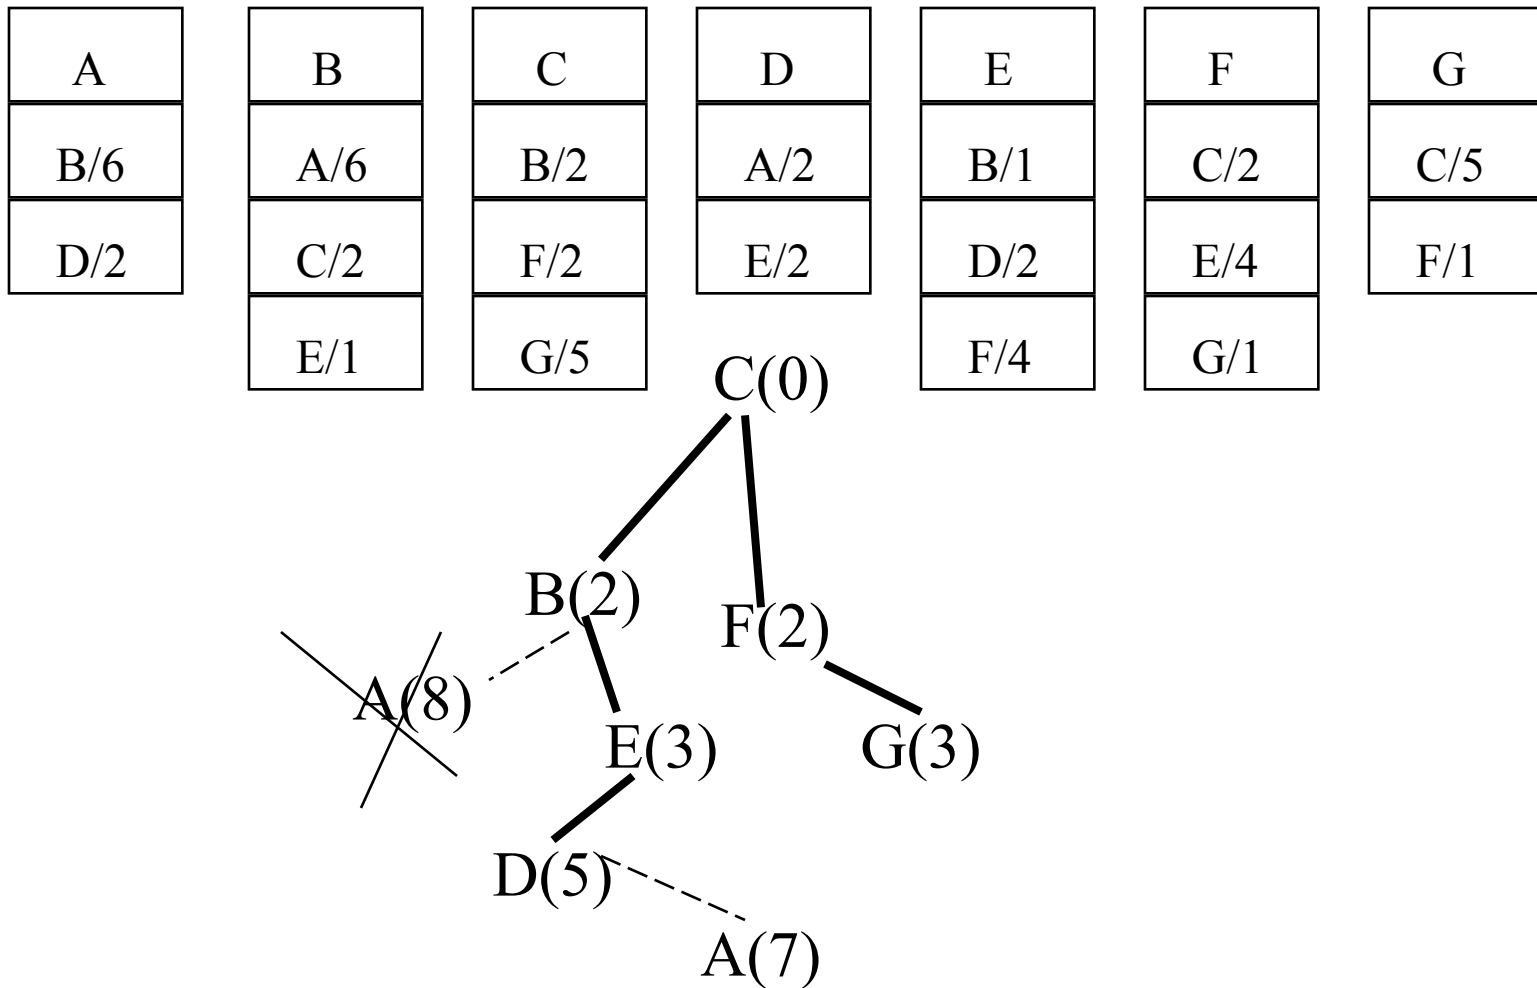 A B C D E F G
B/6 A/6 B/2 A/2 B/1 C/2 C/5
D/2 C/2 F/2 E/2 D/2 E/4 F/1
E/1 G/5 F/4 G/1
C(0)
B(2) F(2)
A(8)
E(3) G(3)
D(5)
A(7)